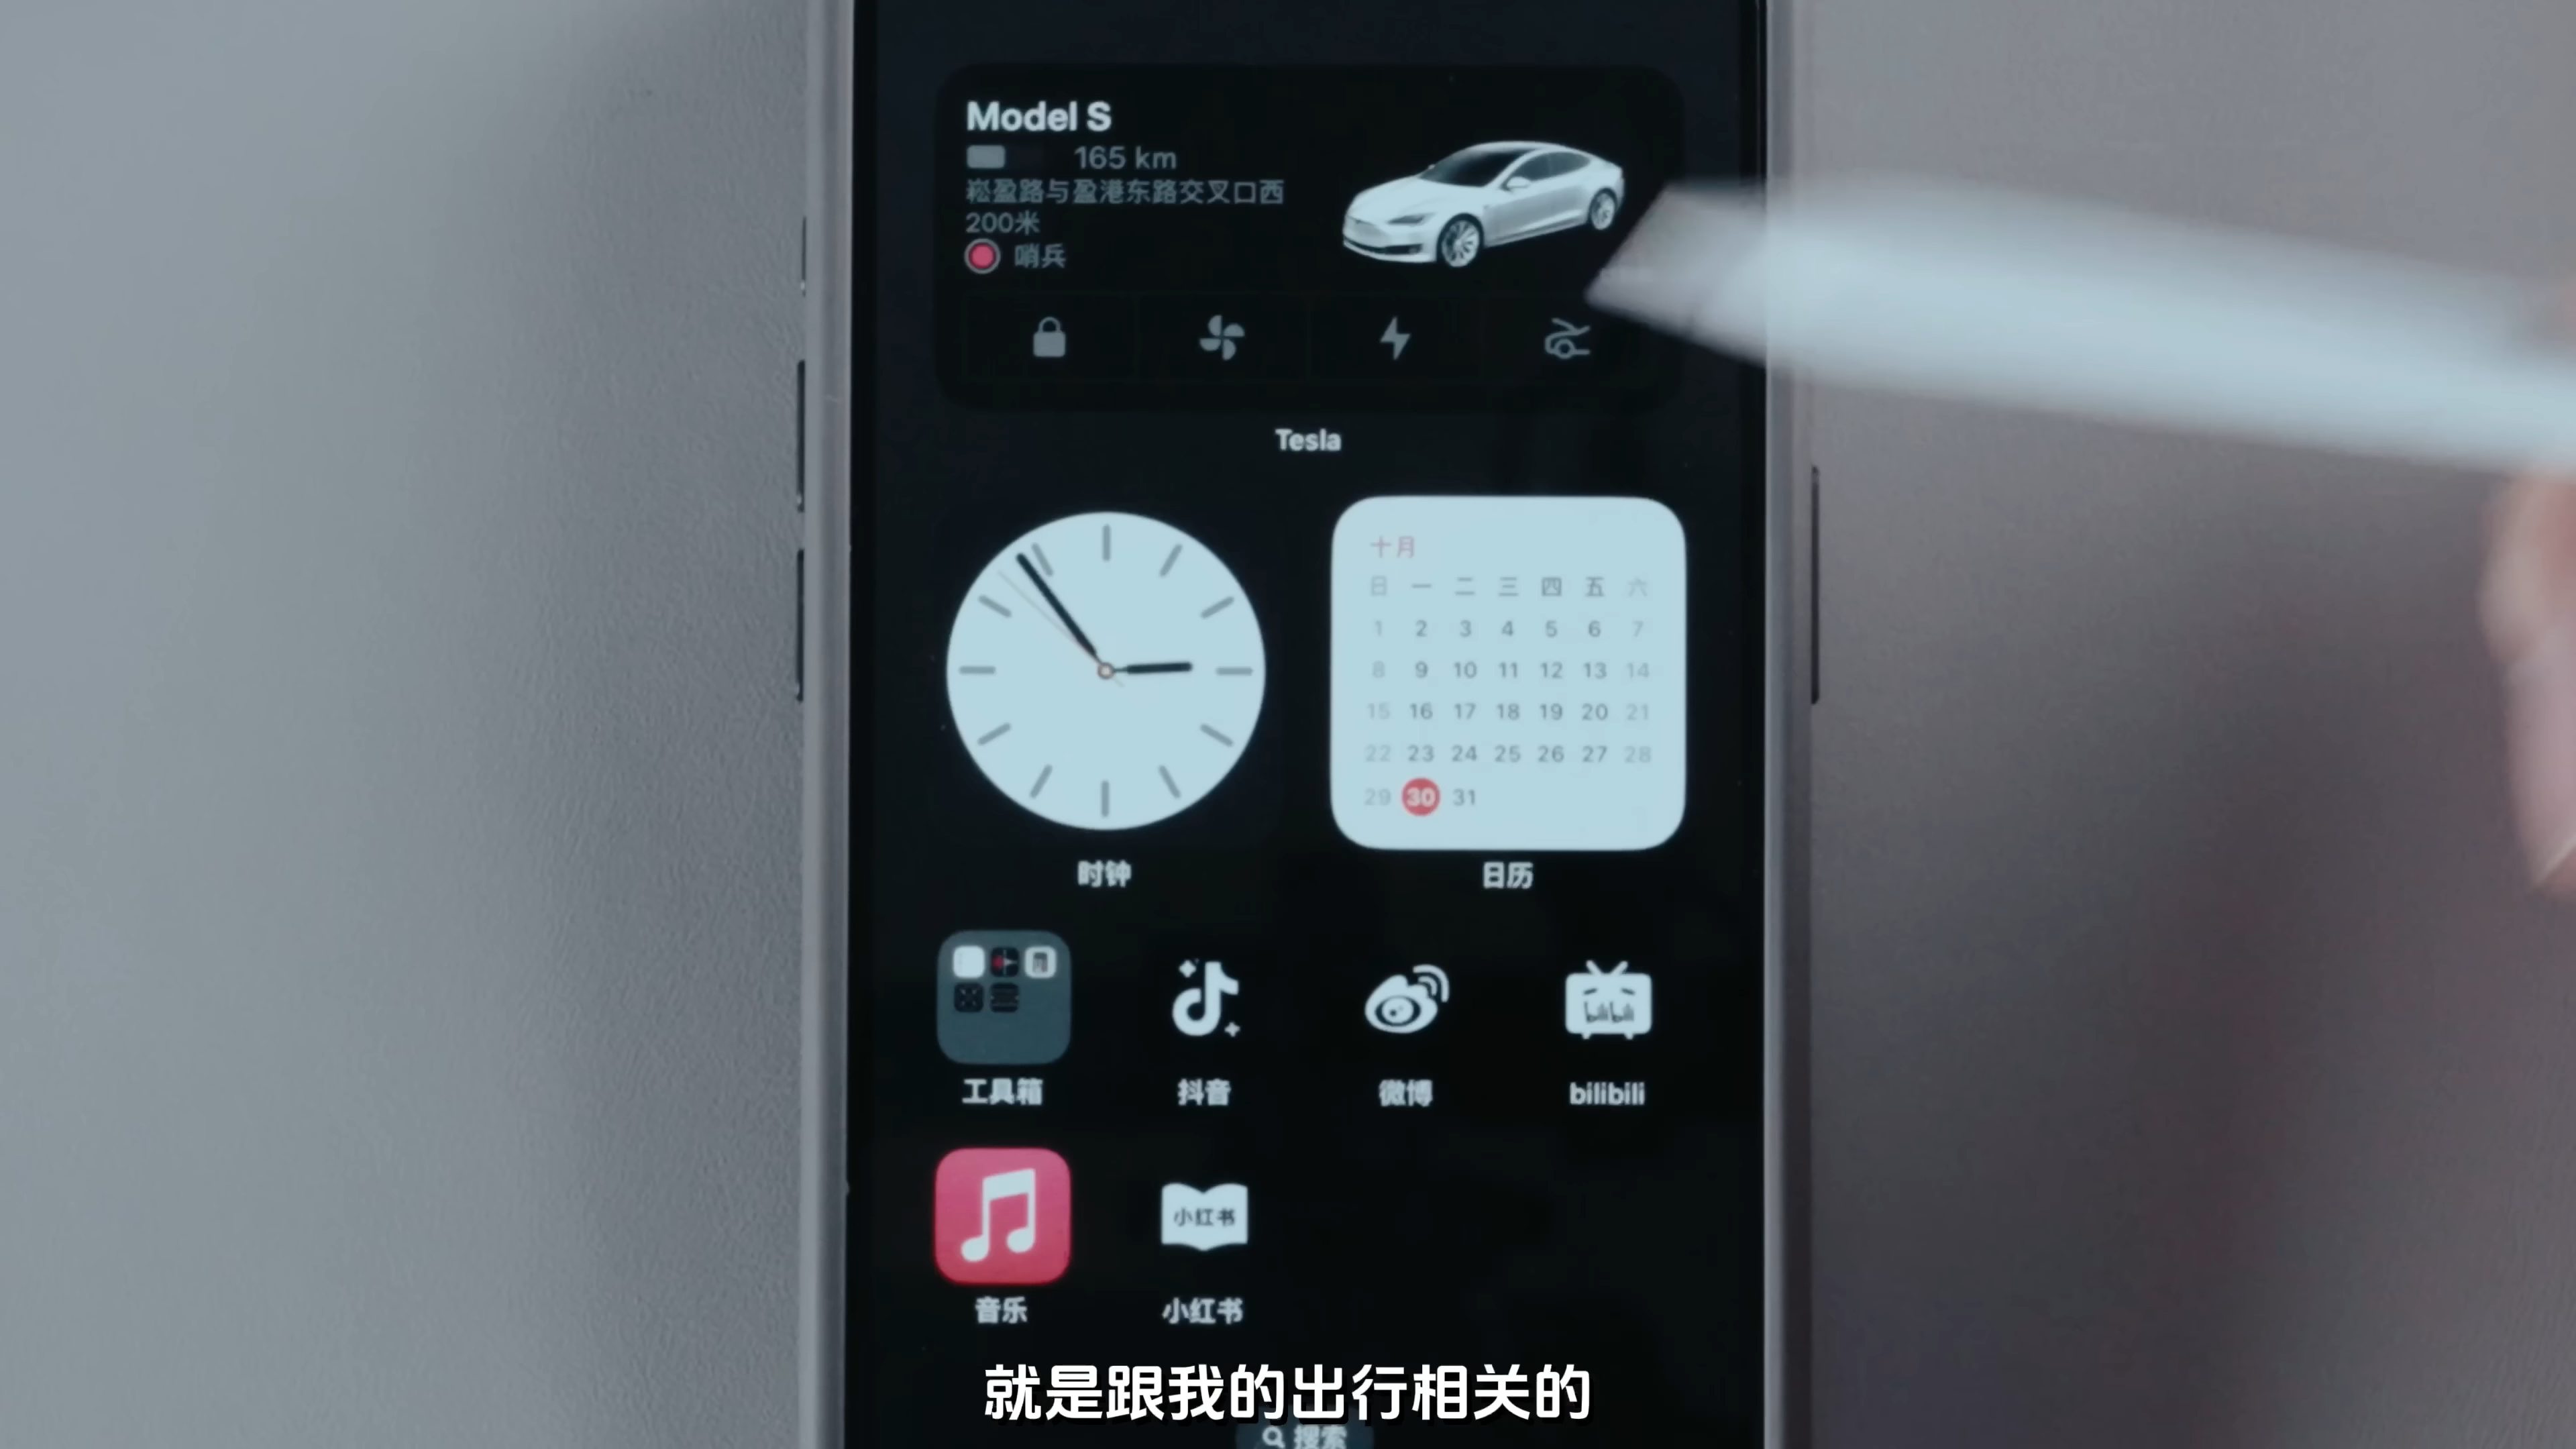 Model S
165 km
崧盈路与盈港东路交叉口西
200米
哨兵
Tesla
十月
日 一 二 三 四 五 六
1 2 3 4 5 6 7
8 9 10 11 12 13 14
15 16 17 18 19 20 21
22 23 24 25 26 27 28
29 30 31
时钟
日历
bilibili
工具箱
抖音
微博
bilibili
小红书
音乐
小红书
就是跟我的出行相关的
搜索